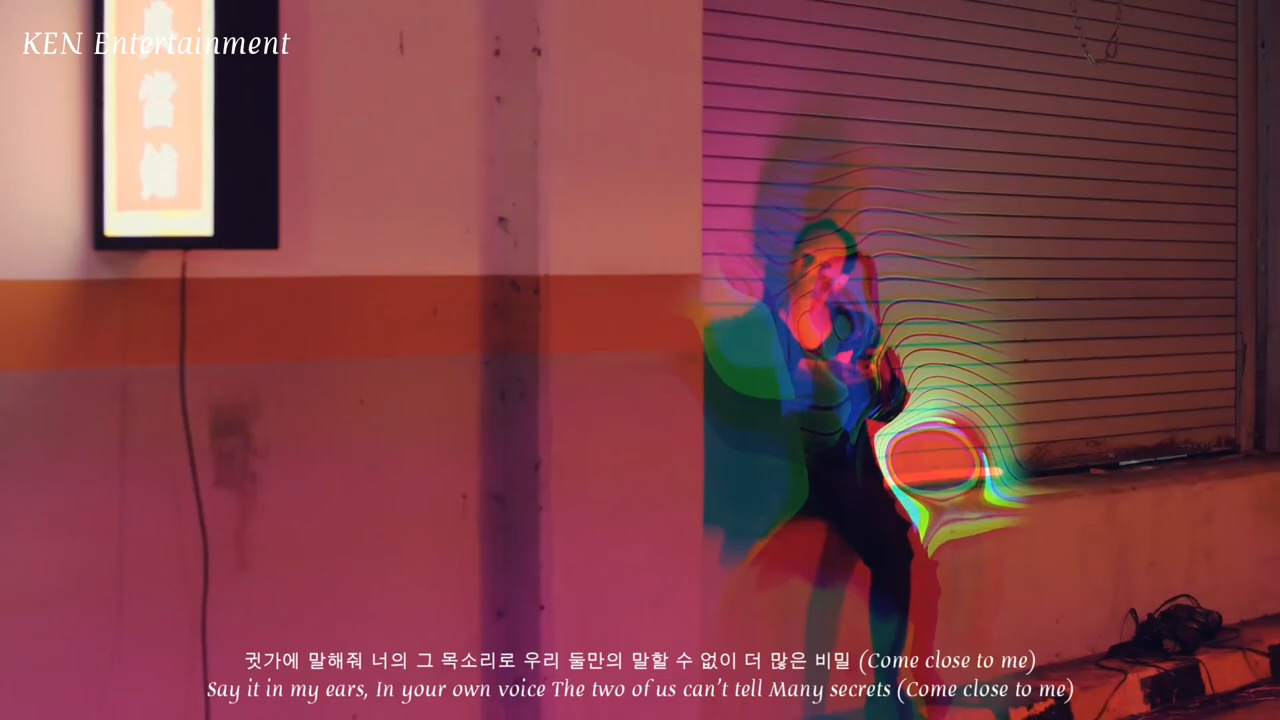 KEN Entertainment
귓가에 말해줘 너의 그 목소리로 우리 둘만의 말할 수 없이 더 많은 비밀 (Come close to me)
Say it in my ears, In your own voice The two of us can't tell Many secrets (Come close to me)